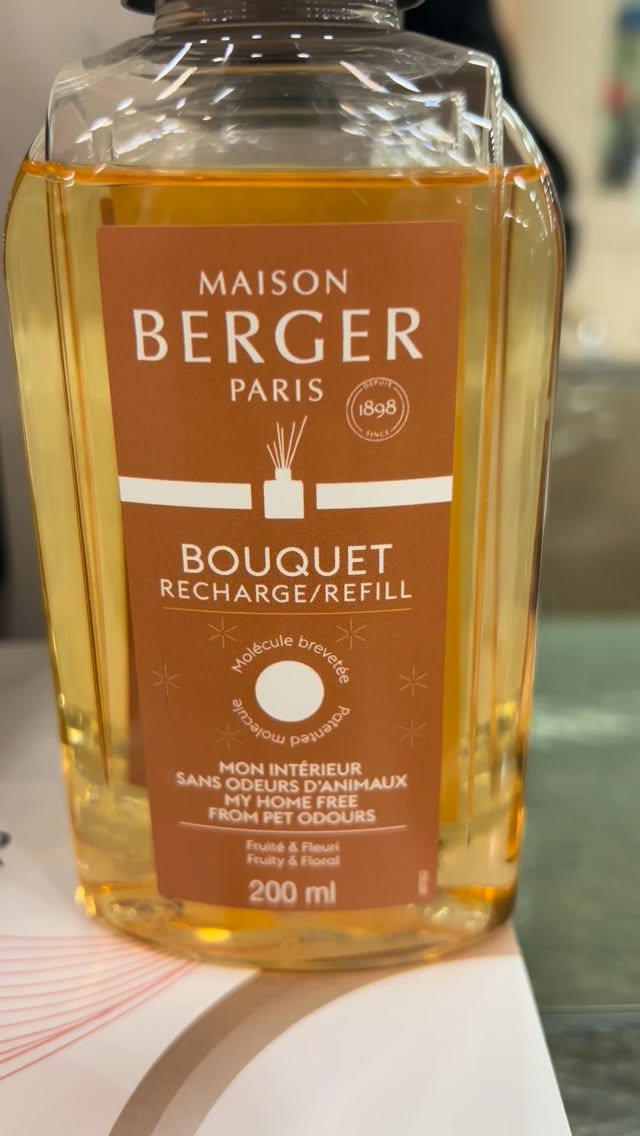 MAISON
BERGER
PARIS
DEPUIS
1898
SINCE
BOUQUET
RECHARGE/REFILL
Molécule brevetée
Patented molecule
MON INTÉRIEUR
SANS ODEURS D'ANIMAUX
MY HOME FREE
FROM PET ODOURS
Fruité & Fleuri
Fruity & Floral
200 ml